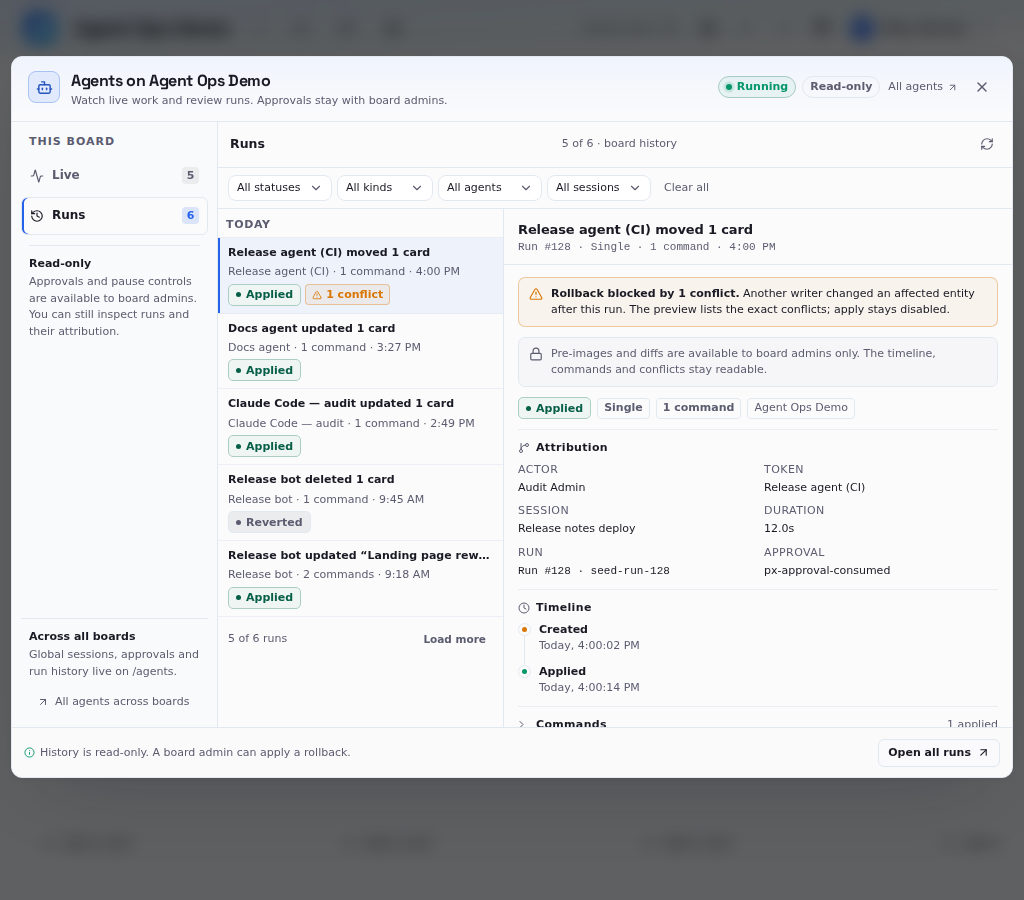 Agents on Agent Ops Demo
Watch live work and review runs. Approvals stay with board admins.
Running
Read-only
All agents
THIS BOARD
Live
5
Runs
6
Read-only
Approvals and pause controls
are available to board admins.
You can still inspect runs and
their attribution.
Across all boards
Global sessions, approvals and
run history live on /agents.
All agents across boards
Runs
5 of 6 · board history
All statuses
All kinds
All agents
All sessions
Clear all
TODAY
Release agent (CI) moved 1 card
Release agent (CI) · 1 command · 4:00 PM
Applied
1 conflict
Docs agent updated 1 card
Docs agent · 1 command · 3:27 PM
Applied
Claude Code — audit updated 1 card
Claude Code — audit · 1 command · 2:49 PM
Applied
Release bot deleted 1 card
Release bot · 1 command · 9:45 AM
Reverted
Release bot updated “Landing page rew…
Release bot · 2 commands · 9:18 AM
Applied
5 of 6 runs
Load more
Release agent (CI) moved 1 card
Run #128 · Single · 1 command · 4:00 PM
Rollback blocked by 1 conflict. Another writer changed an affected entity
after this run. The preview lists the exact conflicts; apply stays disabled.
Pre-images and diffs are available to board admins only. The timeline,
commands and conflicts stay readable.
Applied
Single
1 command
Agent Ops Demo
Attribution
ACTOR
Audit Admin
TOKEN
Release agent (CI)
SESSION
Release notes deploy
DURATION
12.0s
RUN
Run #128 · seed-run-128
APPROVAL
px-approval-consumed
Timeline
Created
Today, 4:00:02 PM
Applied
Today, 4:00:14 PM
Commands
1 applied
History is read-only. A board admin can apply a rollback.
Open all runs